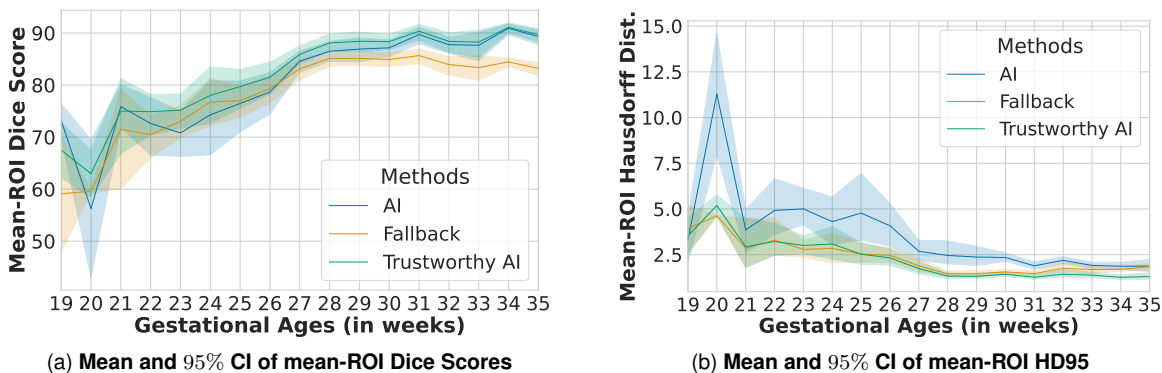 Mean-ROI Dice Score
90
80
70
60
50
Methods
AI
Fallback
Trustworthy AI
19 20 21 22 23 24 25 26 27 28 29 30 31 32 33 34 35
Gestational Ages (in weeks)
(a) Mean and 95% CI of mean-ROI Dice Scores
Mean-ROI Hausdorff Dist.
15.0
12.5
10.0
7.5
5.0
2.5
Methods
AI
Fallback
Trustworthy AI
19 20 21 22 23 24 25 26 27 28 29 30 31 32 33 34 35
Gestational Ages (in weeks)
(b) Mean and 95% CI of mean-ROI HD95